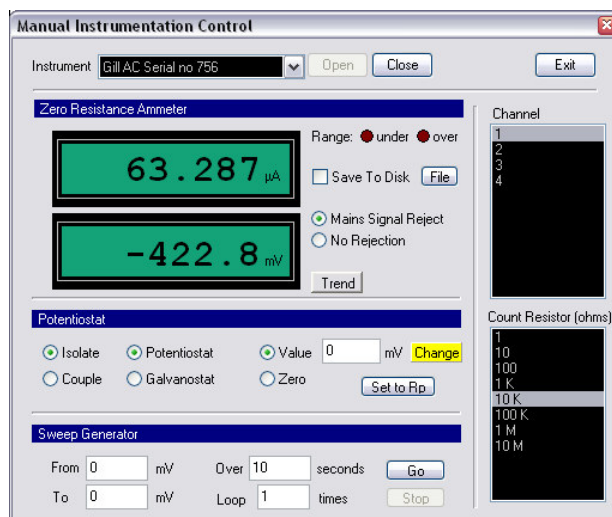 Manual Instrumentation Control
Instrument Gill AC Serial no 756 Open Close Exit
Zero Resistance Ammeter
63.287 µA
-422.8 mV
Range: under over
Save To Disk File
Mains Signal Reject
No Rejection
Trend
Potentiostat
Isolate Potentiostat Value 0 mV Change
Couple Galvanostat Zero Set to Rp
Sweep Generator
From 0 mV Over 10 seconds Go
To 0 mV Loop 1 times Stop
Channel
1
2
3
4
Count Resistor (ohms)
1
10
100
1 K
10 K
100 K
1 M
10 M